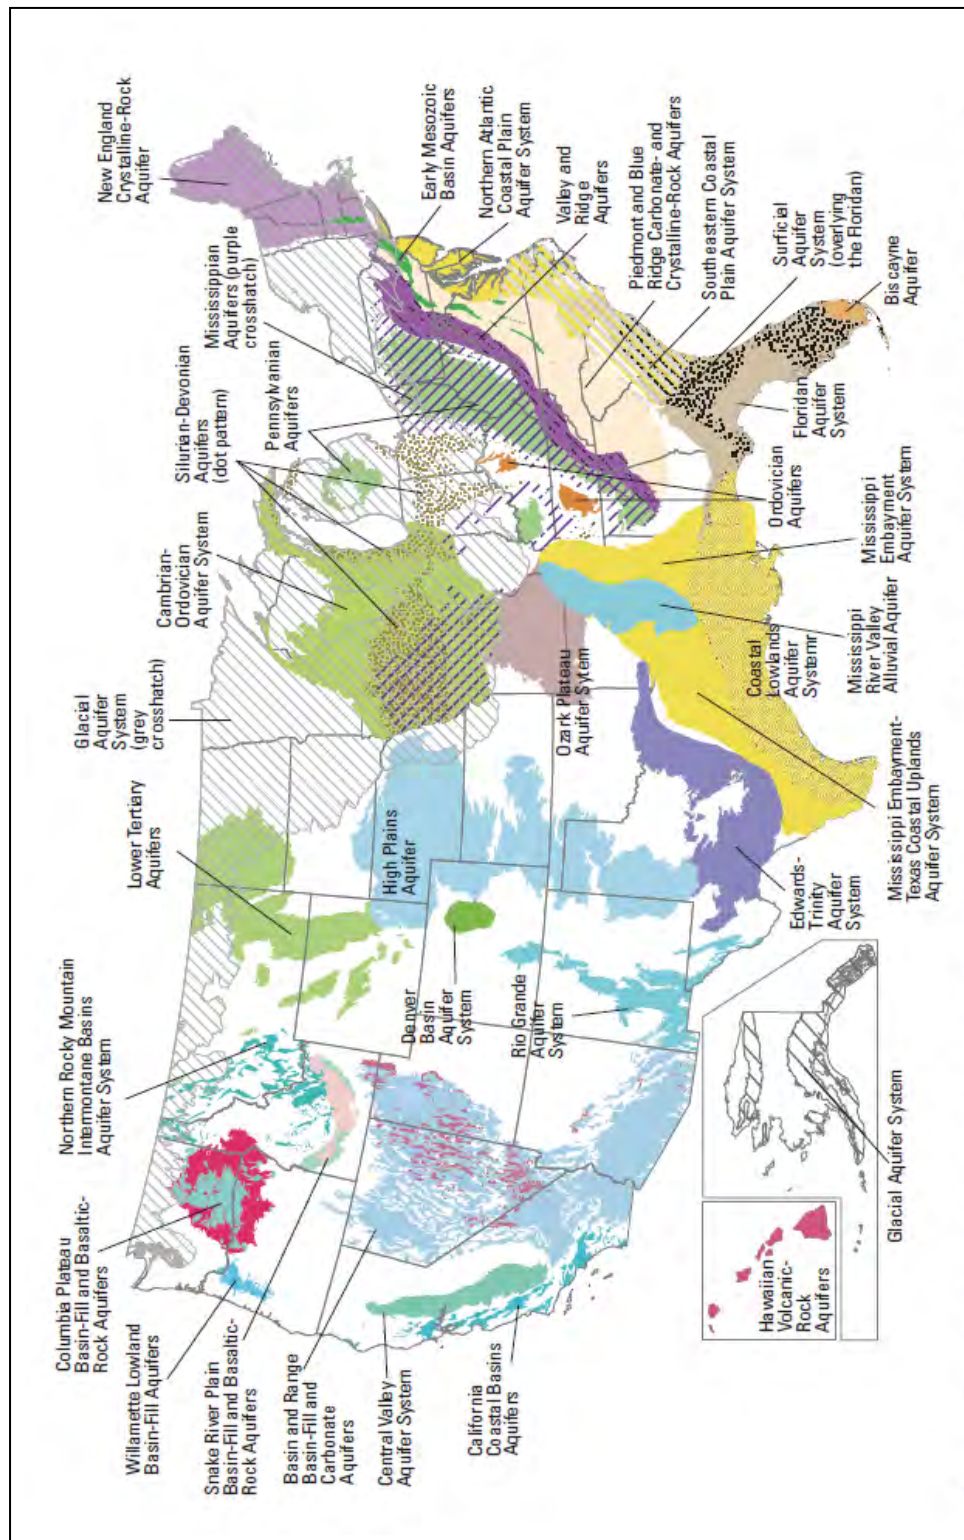 New England
Crystalline-Rock
Aquifer
Early Mesozoic
Basin Aquifers
Northern Atlantic
Coastal Plain
Aquifer System
Valley and
Ridge
Aquifers
Piedmont and Blue
Ridge Carbonate- and
Crystalline-Rock Aquifers
Southeastern Coastal
Plain Aquifer System
Surficial
Aquifer
System
(overlying
the Floridan)
Biscayne
Aquifer
Mississippian
Aquifers (purple
crosshatch)
Pennsylvanian
Aquifers
Silurian-Devonian
Aquifers
(dot pattern)
Cambrian-
Ordovician
Aquifer System
Glacial
Aquifer
System
(grey
crosshatch)
Lower Tertiary
Aquifers
Northern Rocky Mountain
Intermontane Basins
Aquifer System
Columbia Plateau
Basin-Fill and Basaltic-
Rock Aquifers
Willamette Lowland
Basin-Fill Aquifers
Snake River Plain
Basin-Fill and Basaltic-
Rock Aquifers
Basin and Range
Basin-Fill and
Carbonate
Aquifers
Central Valley
Aquifer System
California
Coastal Basins
Aquifers
High Plains
Aquifer
Denver
Basin
Aquifer
System
Rio Grande
Aquifer
System
Ozark Plateau
Aquifer System
Ordovician
Aquifers
Floridan
Aquifer
System
Mississippi
Embayment
Aquifer System
Mississippi
River Valley
Alluvial Aquifer
Coastal
Lowlands
Aquifer
Systemr
Mississippi Embayment-
Texas Coastal Uplands
Aquifer System
Edwards-
Trinity
Aquifer
System
Glacial Aquifer System
Hawaiian
Volcanic-
Rock
Aquifers